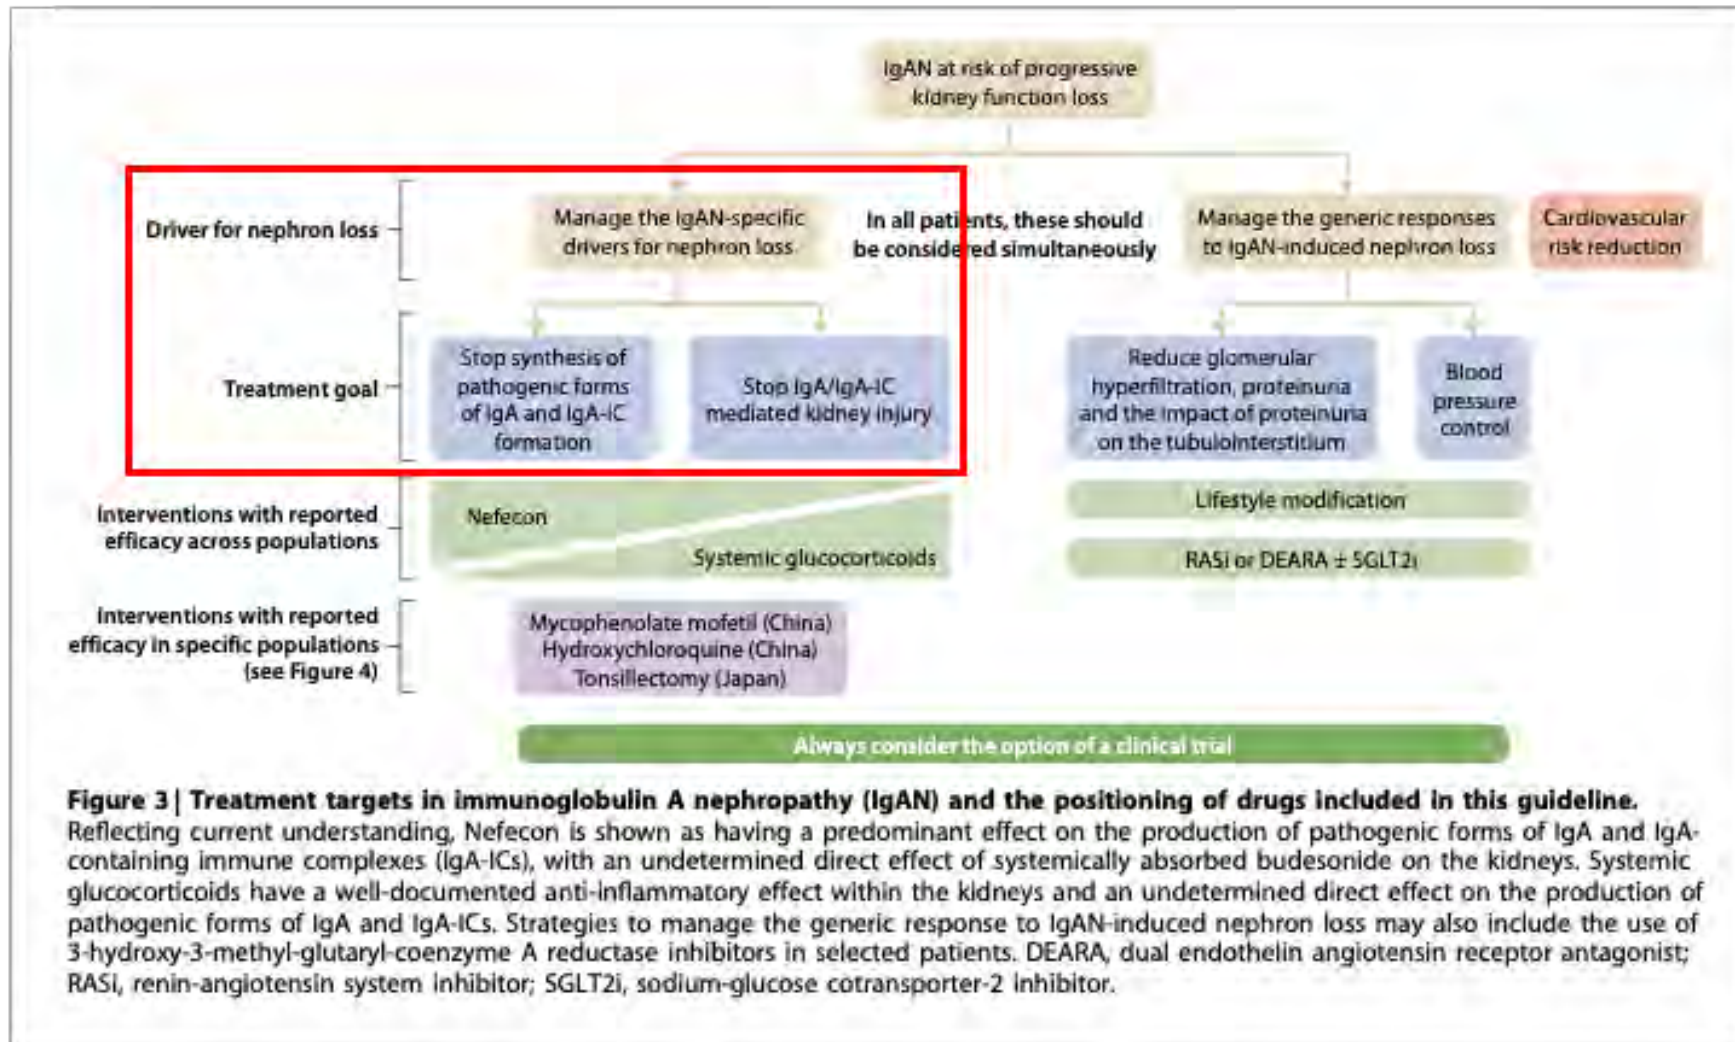 IgAN at risk of progressive
kidney function loss
Driver for nephron loss
Manage the IgAN-specific
drivers for nephron loss
In all patients, these should
be considered simultaneously
Manage the generic responses
to IgAN-induced nephron loss
Cardiovascular
risk reduction
Treatment goal
Stop synthesis of
pathogenic forms
of IgA and IgA-IC
formation
Stop IgA/IgA-IC
mediated kidney injury
Reduce glomerular
hyperfiltration, proteinuria
and the impact of proteinuria
on the tubulointerstitium
Blood
pressure
control
Interventions with reported
efficacy across populations
Nefecon
Systemic glucocorticoids
Lifestyle modification
RASi or DEARA ± SGLT2i
Interventions with reported
efficacy in specific populations
(see Figure 4)
Mycophenolate mofetil (China)
Hydroxychloroquine (China)
Tonsillectomy (Japan)
Always consider the option of a clinical trial
Figure 3 | Treatment targets in immunoglobulin A nephropathy (IgAN) and the positioning of drugs included in this guideline.
Reflecting current understanding, Nefecon is shown as having a predominant effect on the production of pathogenic forms of IgA and IgA-
containing immune complexes (IgA-ICs), with an undetermined direct effect of systemically absorbed budesonide on the kidneys. Systemic
glucocorticoids have a well-documented anti-inflammatory effect within the kidneys and an undetermined direct effect on the production of
pathogenic forms of IgA and IgA-ICs. Strategies to manage the generic response to IgAN-induced nephron loss may also include the use of
3-hydroxy-3-methyl-glutaryl-coenzyme A reductase inhibitors in selected patients. DEARA, dual endothelin angiotensin receptor antagonist;
RASi, renin-angiotensin system inhibitor; SGLT2i, sodium-glucose cotransporter-2 inhibitor.